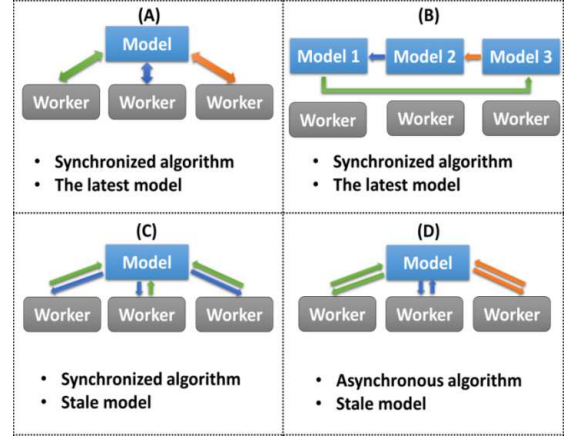 (A)
Model
Worker Worker Worker
• Synchronized algorithm
• The latest model
(B)
Model 1 Model 2 Model 3
Worker Worker Worker
• Synchronized algorithm
• The latest model
(C)
Model
Worker Worker Worker
• Synchronized algorithm
• Stale model
(D)
Model
Worker Worker Worker
• Asynchronous algorithm
• Stale model